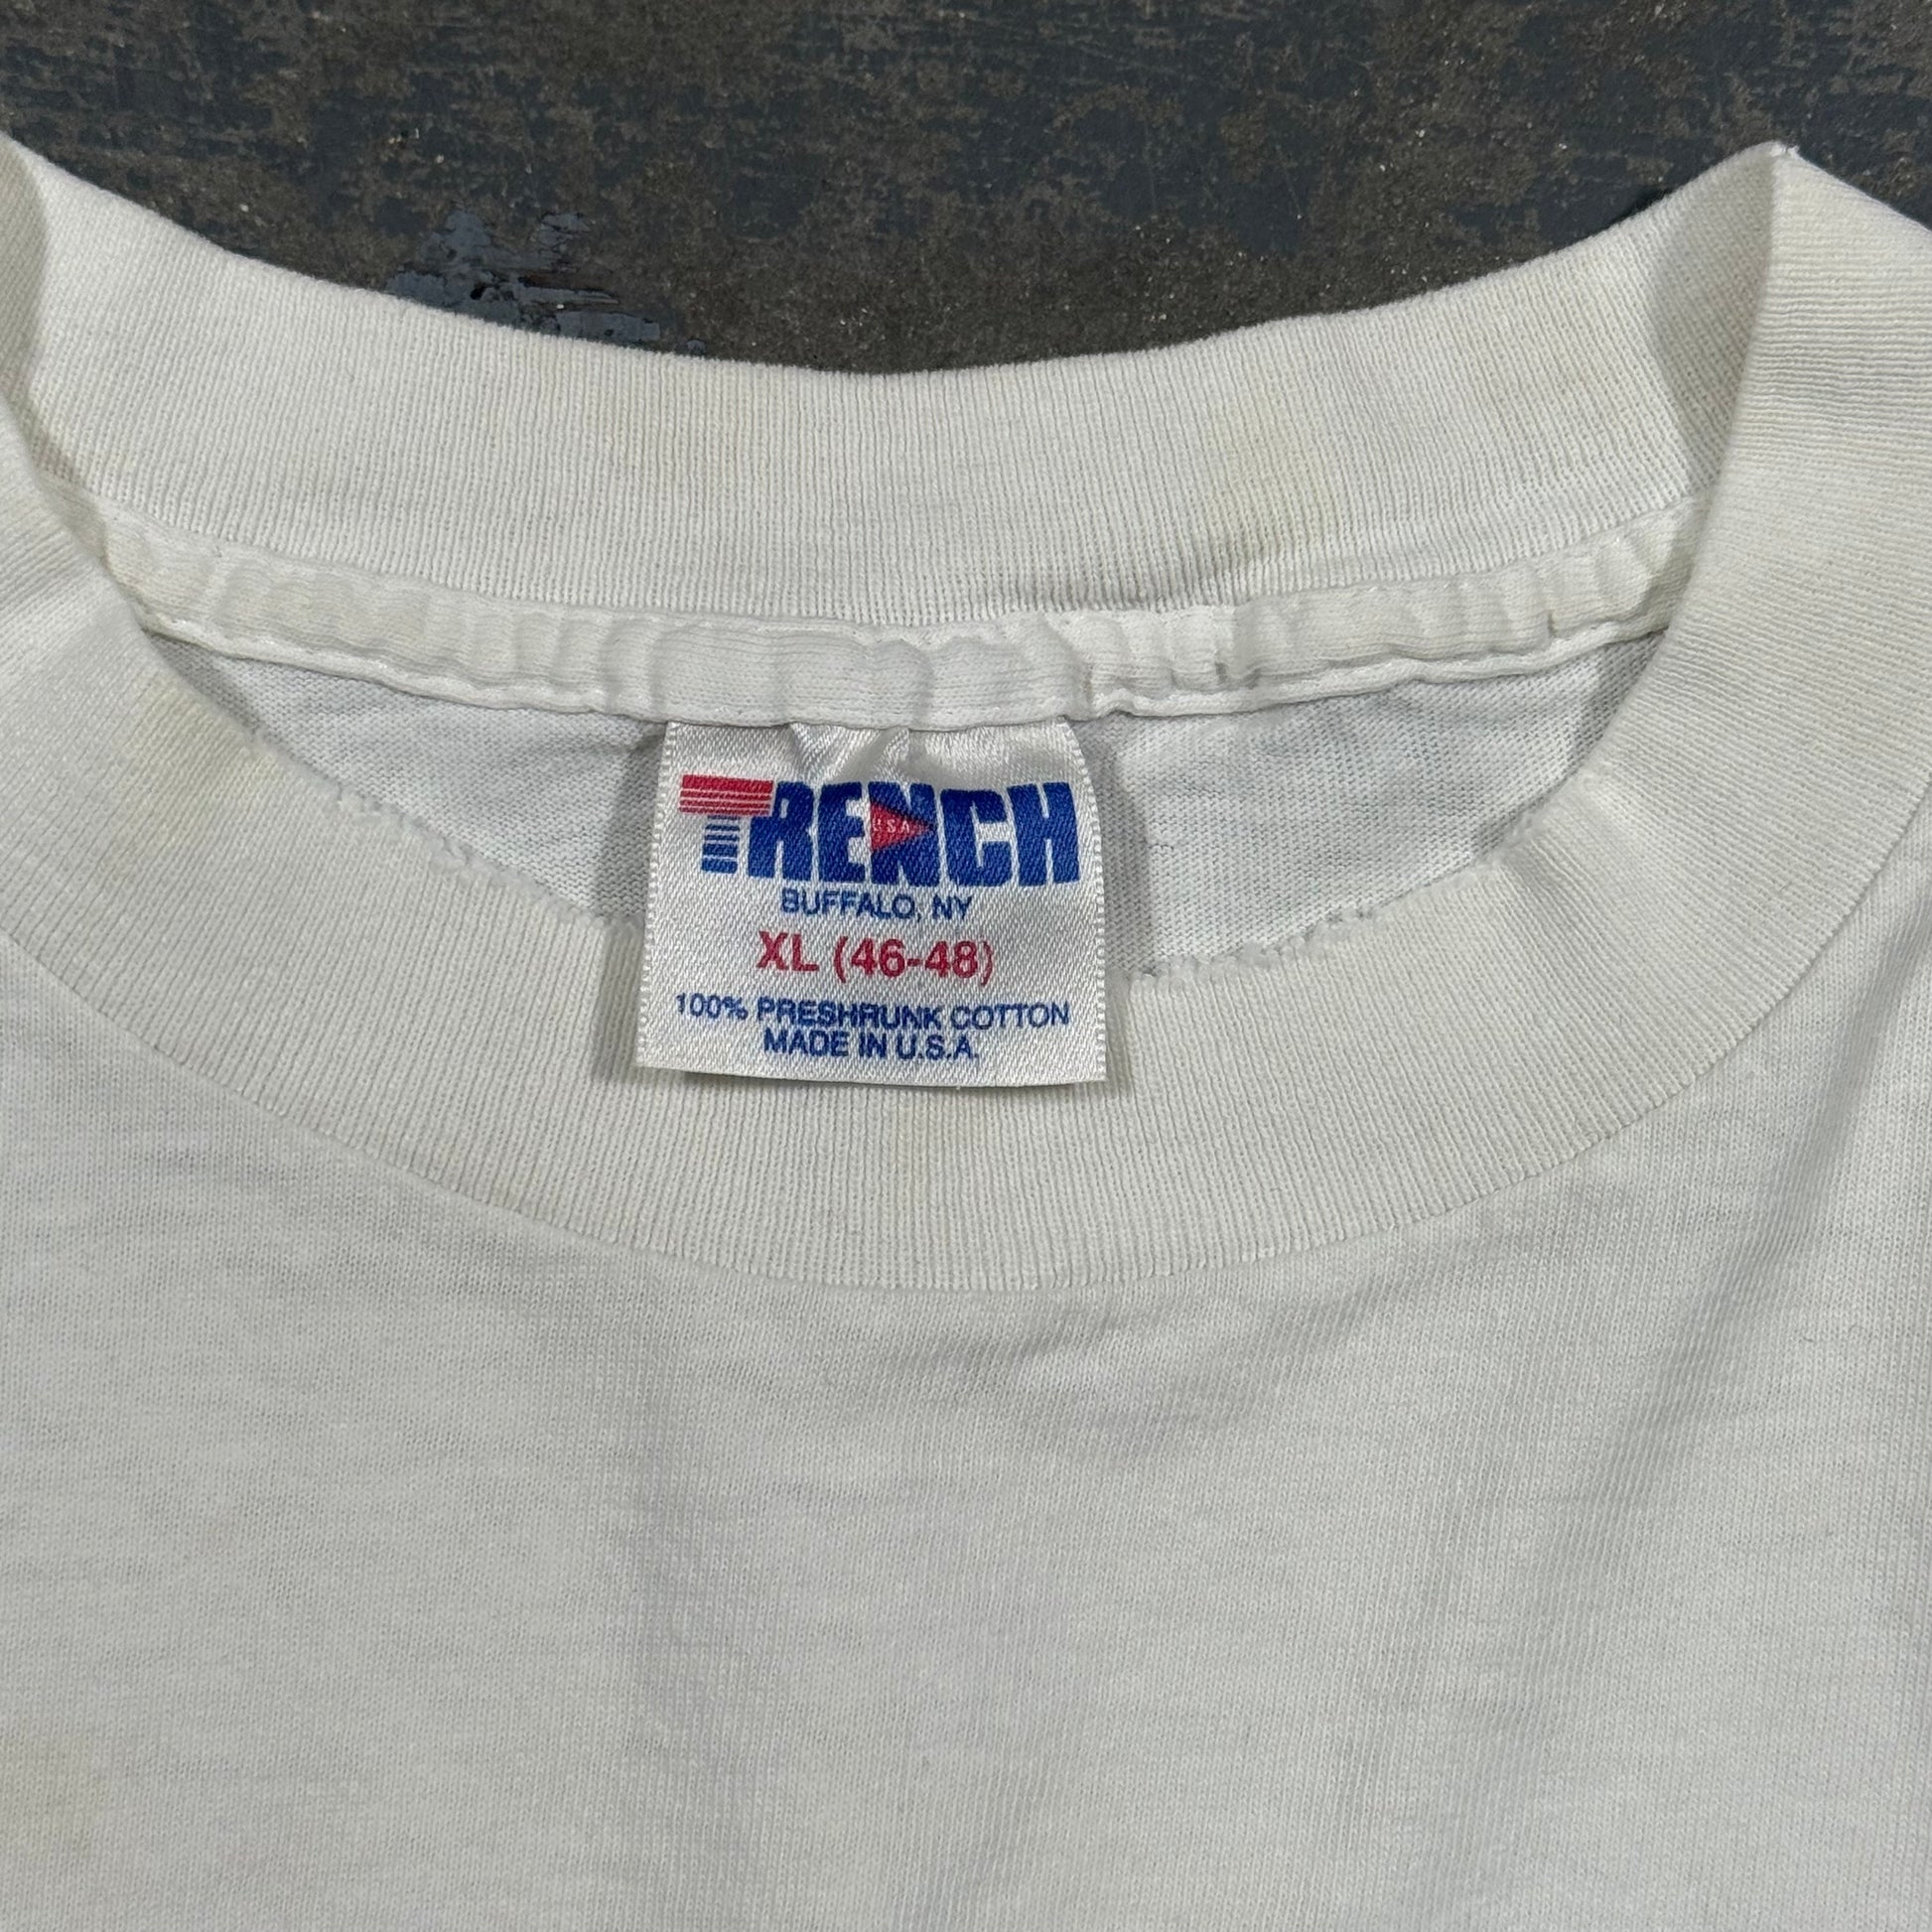 TRENCH
USA
BUFFALO, NY
XL (46-48)
100% PRESHRUNK COTTON
MADE IN U.S.A.